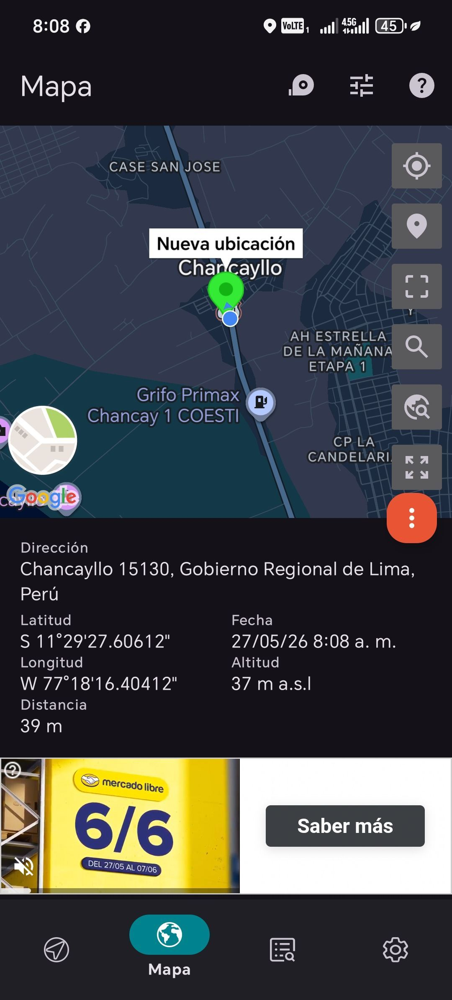 8:08
VoLTE 1
4.5G
45
Mapa
CASE SAN JOSE
Nueva ubicación
Chancayllo
Y
AH ESTRELLA
DE LA MAÑANA
ETAPA 1
Grifo Primax
Chancay 1 COESTI
CP LA
CANDELARI
Google
Dirección
Chancayllo 15130, Gobierno Regional de Lima,
Perú
Latitud
S 11°29'27.60612"
Fecha
27/05/26 8:08 a. m.
Longitud
W 77°18'16.40412"
Altitud
37 m a.s.l
Distancia
39 m
mercado libre
6/6
DEL 27/05 AL 07/06
Saber más
Mapa